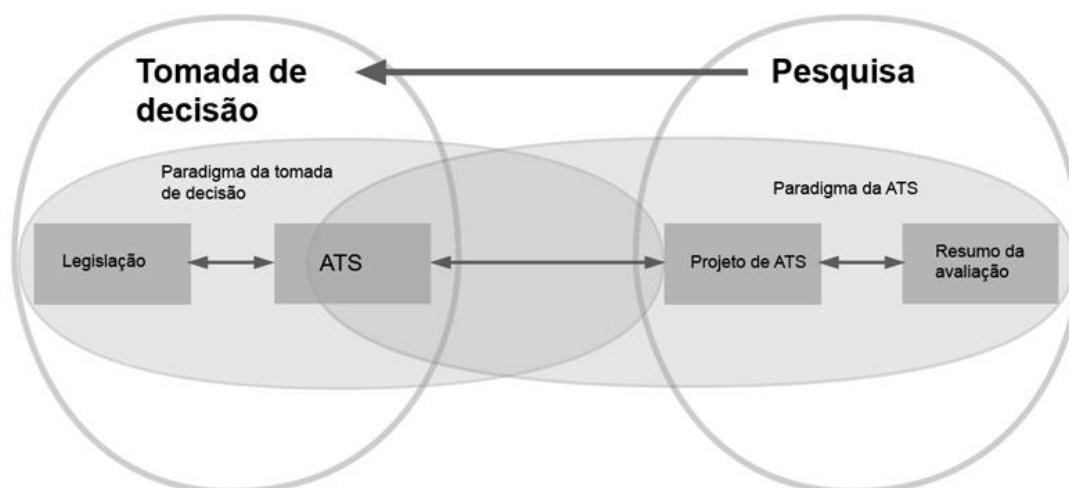 Tomada de
decisão
Pesquisa
Paradigma da tomada
de decisão
Paradigma da ATS
Legislação
ATS
Projeto de ATS
Resumo da
avaliação